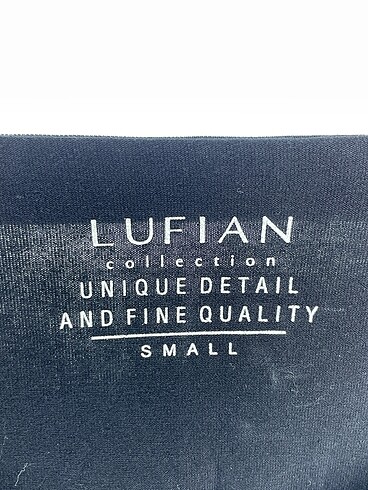 LUFIAN
collection
UNIQUE DETAIL
AND FINE QUALITY
SMALL